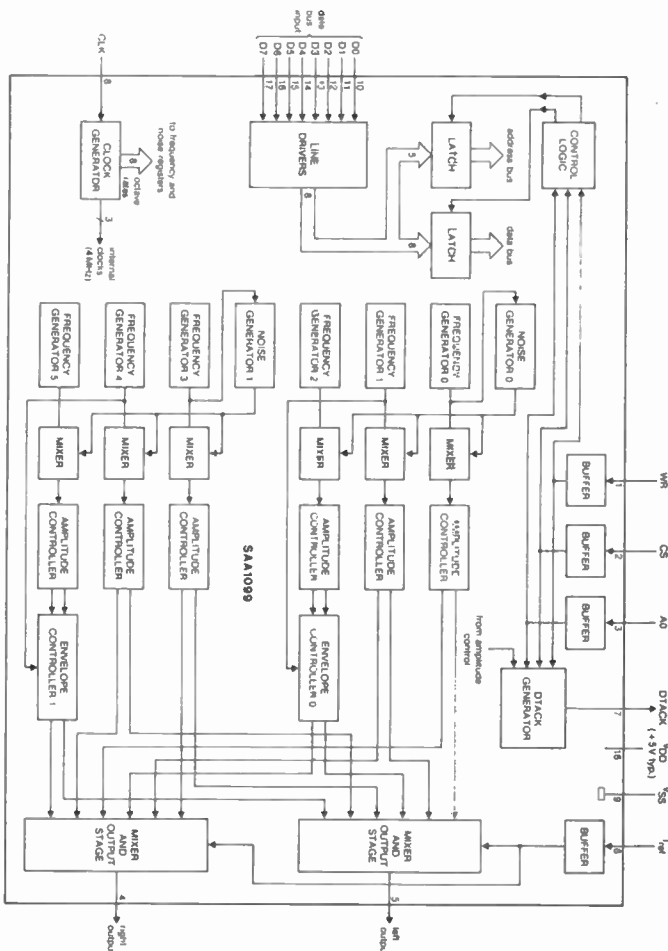 WR
CS
A0
DTACK
VDD
(+5V typ.)
VSS
Iref
1
2
3
7
9
BUFFER
BUFFER
BUFFER
DTACK
GENERATOR
BUFFER
CONTROL
LOGIC
from amplitude
control
address bus
data bus
LATCH
LATCH
5
8
8
data
bus
input
D0
D1
D2
D3
D4
D5
D6
D7
10
11
12
13
14
15
16
17
LINE
DRIVERS
CLK
8
CLOCK
GENERATOR
to frequency and
noise registers
8
octave
rates
3
internal
clocks
(4 MHz)
NOISE
GENERATOR 0
FREQUENCY
GENERATOR 0
MIXER
AMPLITUDE
CONTROLLER
FREQUENCY
GENERATOR 1
MIXER
AMPLITUDE
CONTROLLER
FREQUENCY
GENERATOR 2
MIXER
AMPLITUDE
CONTROLLER
ENVELOPE
CONTROLLER 0
MIXER
AND
OUTPUT
STAGE
5
left
output
SAA1099
NOISE
GENERATOR 1
FREQUENCY
GENERATOR 3
MIXER
AMPLITUDE
CONTROLLER
FREQUENCY
GENERATOR 4
MIXER
AMPLITUDE
CONTROLLER
FREQUENCY
GENERATOR 5
MIXER
AMPLITUDE
CONTROLLER
ENVELOPE
CONTROLLER 1
MIXER
AND
OUTPUT
STAGE
4
right
output